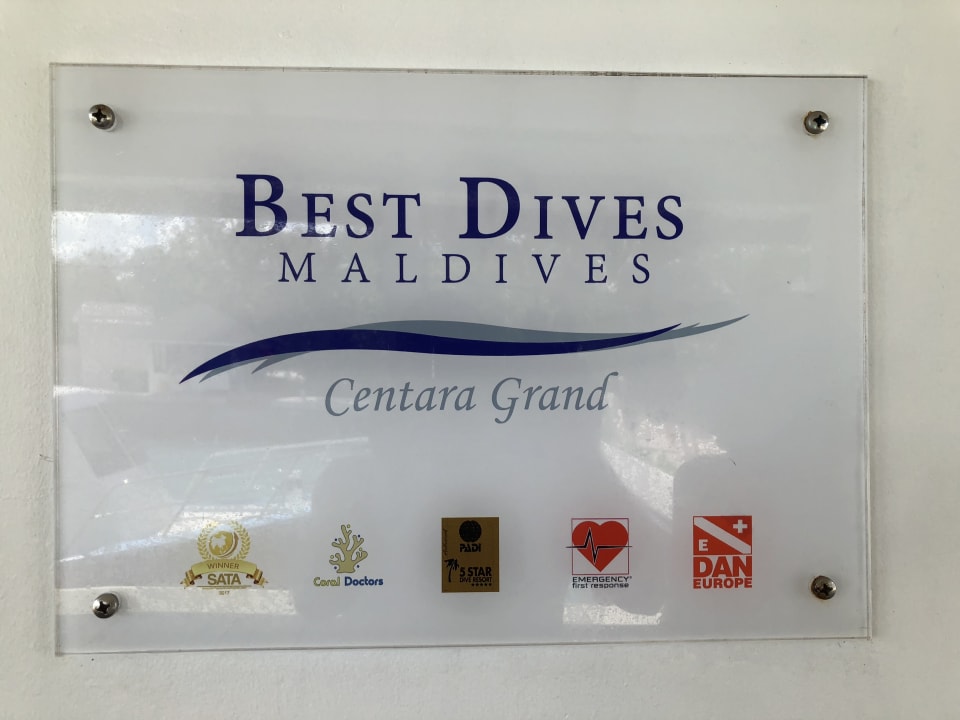 BEST DIVES
MALDIVES
Centara Grand
WINNER
SATA
Coral Doctors
PADI
5 STAR
DIVE RESORT
EMERGENCY®
first response
E
DAN
EUROPE